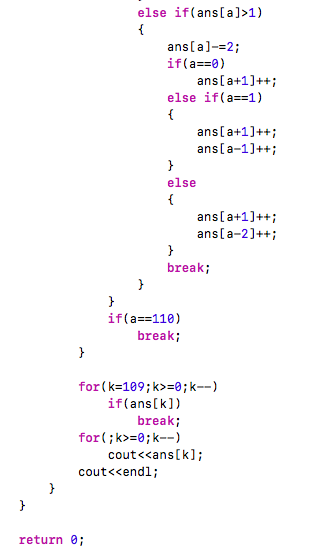 else if(ans[a]>1)
{
ans[a]-=2;
if(a==0)
ans[a+1]++;
else if(a==1)
{
ans[a+1]++;
ans[a-1]++;
}
else
{
ans[a+1]++;
ans[a-2]++;
}
break;
}
}
if(a==110)
break;
}
for(k=109;k>=0;k--)
if(ans[k])
break;
for(;k>=0;k--)
cout<<ans[k];
cout<<endl;
}
}
return 0;